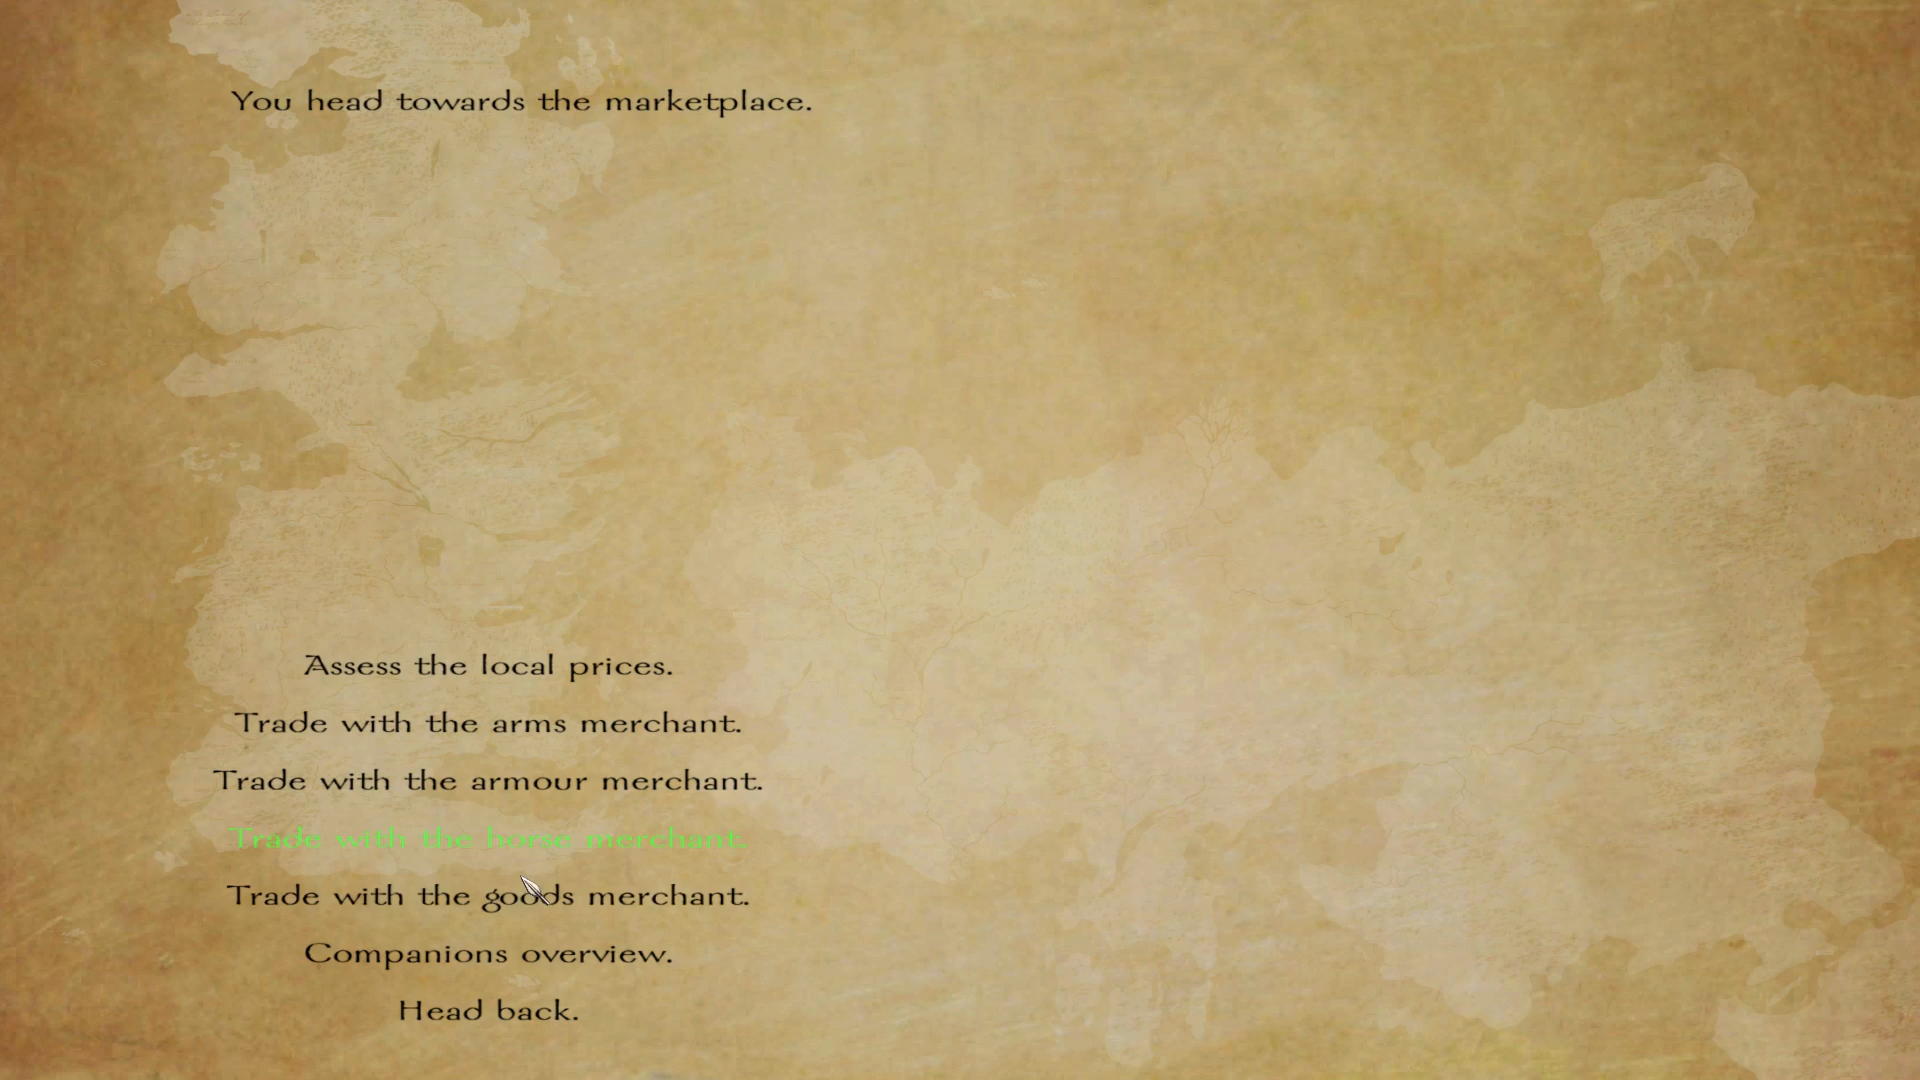 You head towards the marketplace.
Assess the local prices.
Trade with the arms merchant.
Trade with the armour merchant.
Trade with the horse merchant.
Trade with the goods merchant.
Companions overview.
Head back.